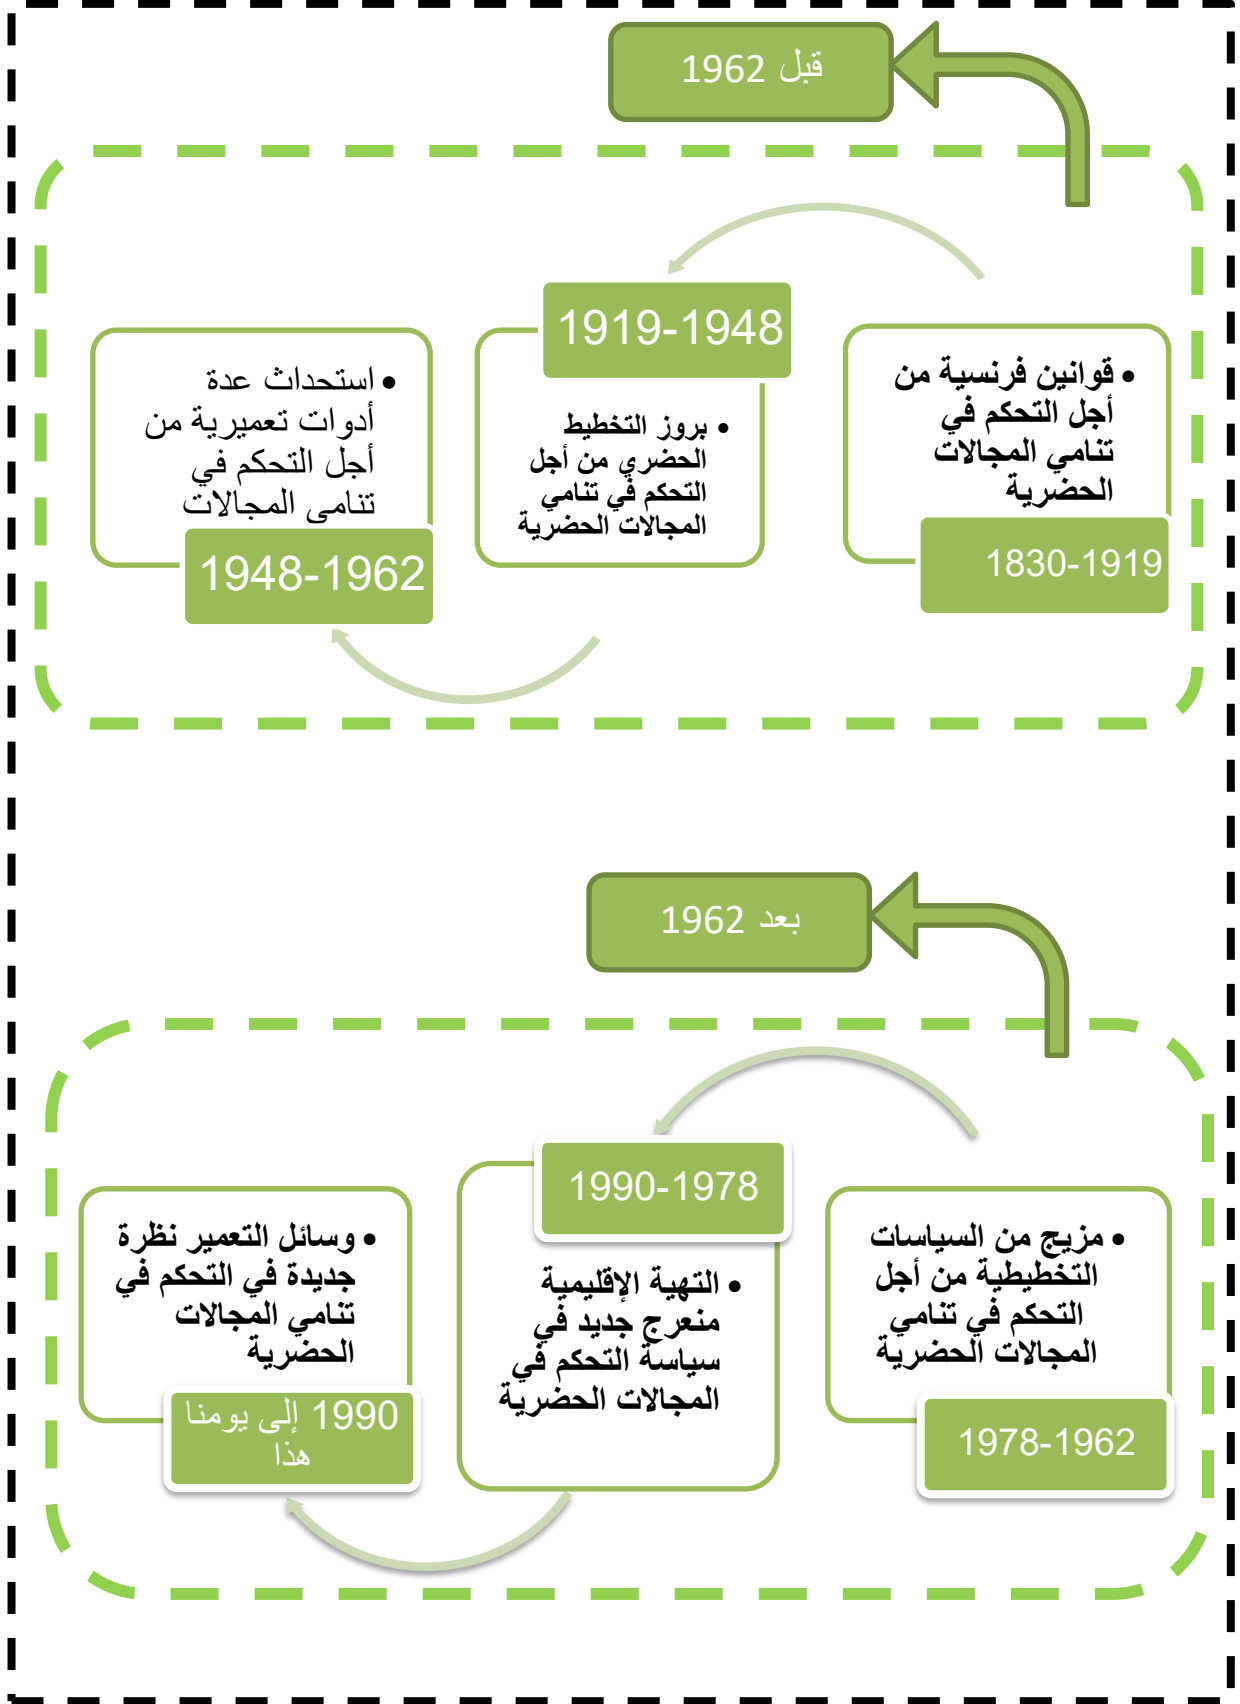 قبل 1962
• قوانين فرنسية من
أجل التحكم في
تنامي المجالات
الحضرية
1830-1919
1919-1948
• بروز التخطيط
الحضري من أجل
التحكم في تنامي
المجالات الحضرية
• استحداث عدة
أدوات تعميرية من
أجل التحكم في
تنامي المجالات
1948-1962
بعد 1962
• مزيج من السياسات
التخطيطية من أجل
التحكم في تنامي
المجالات الحضرية
1978-1962
1990-1978
• التهية الإقليمية
منعرج جديد في
سياسة التحكم في
المجالات الحضرية
• وسائل التعمير نظرة
جديدة في التحكم في
تنامي المجالات
الحضرية
1990 إلى يومنا
هذا